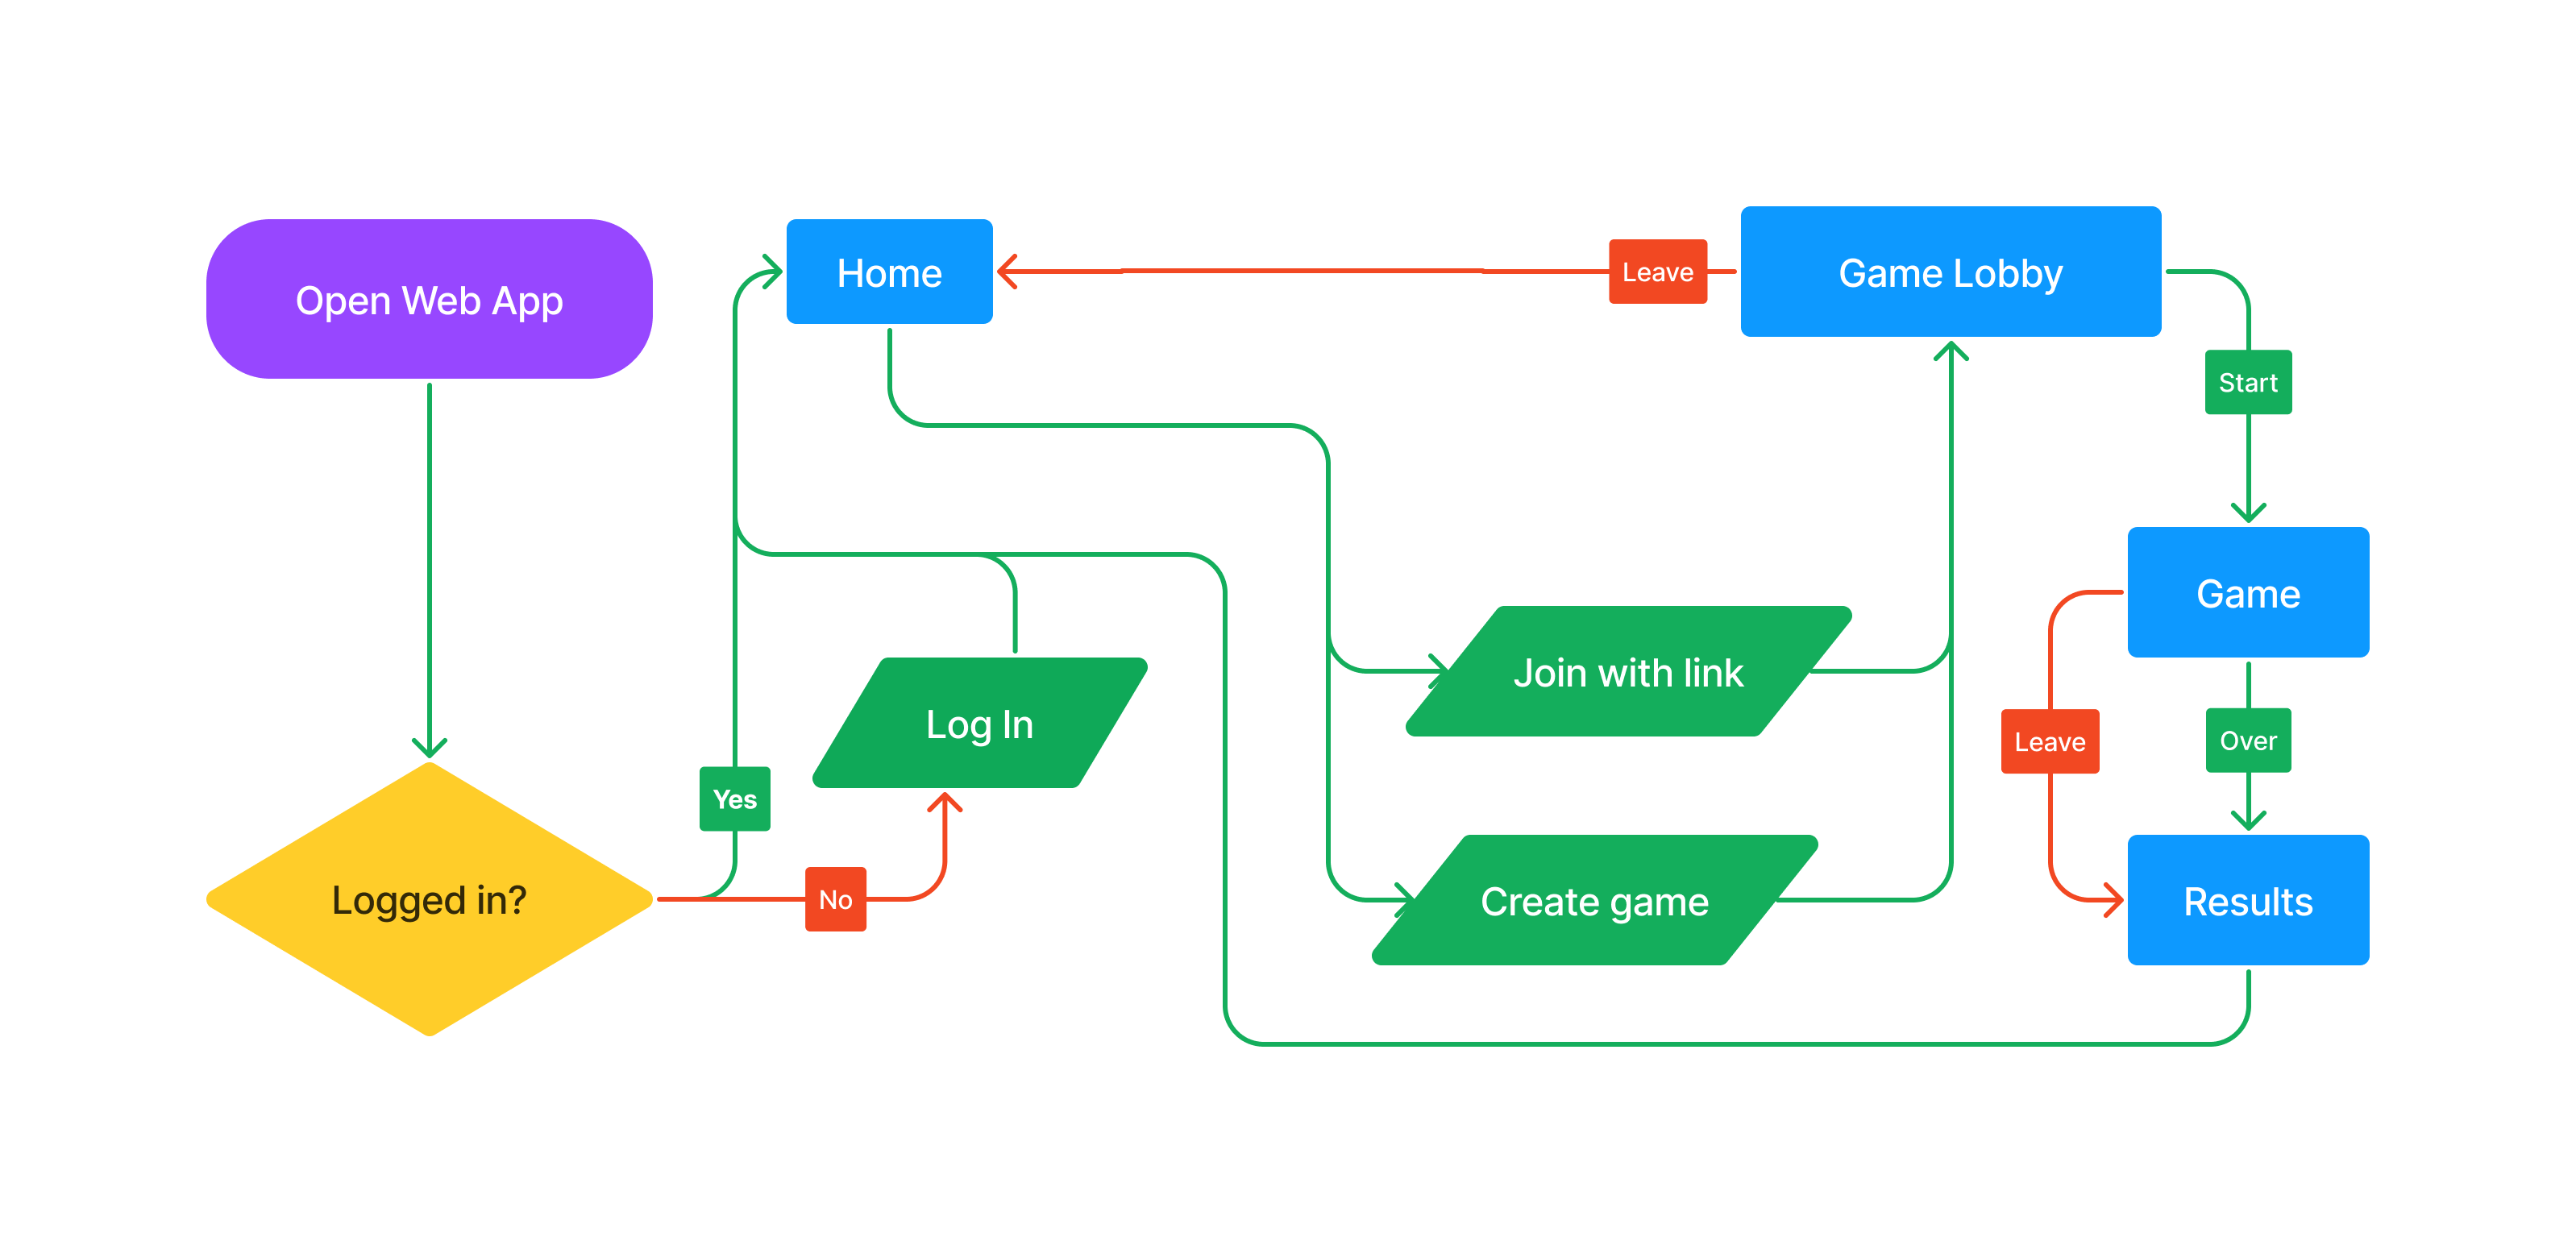 Open Web App
Home
Leave
Game Lobby
Start
Game
Join with link
Log In
Leave
Over
Yes
Logged in?
No
Create game
Results